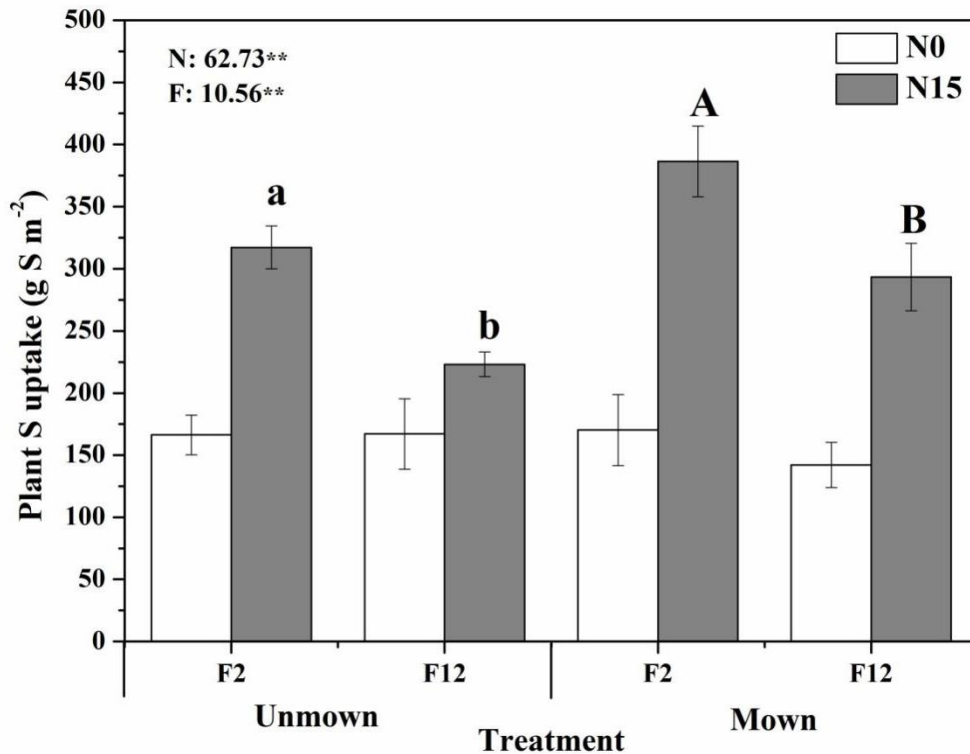 500
450
400
350
300
250
200
150
100
50
0
Plant S uptake (g S m⁻²)
N: 62.73**
F: 10.56**
N0
N15
a
b
A
B
F2 F12 F2 F12
Unmown Mown
Treatment